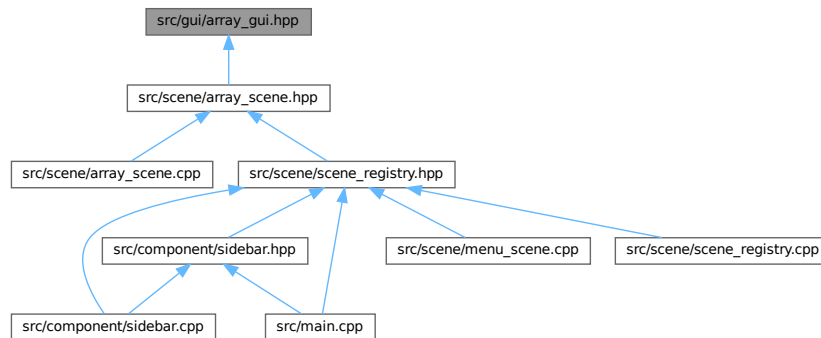 src/gui/array_gui.hpp
src/scene/array_scene.hpp
src/scene/array_scene.cpp
src/scene/scene_registry.hpp
src/component/sidebar.hpp
src/scene/menu_scene.cpp
src/scene/scene_registry.cpp
src/component/sidebar.cpp
src/main.cpp